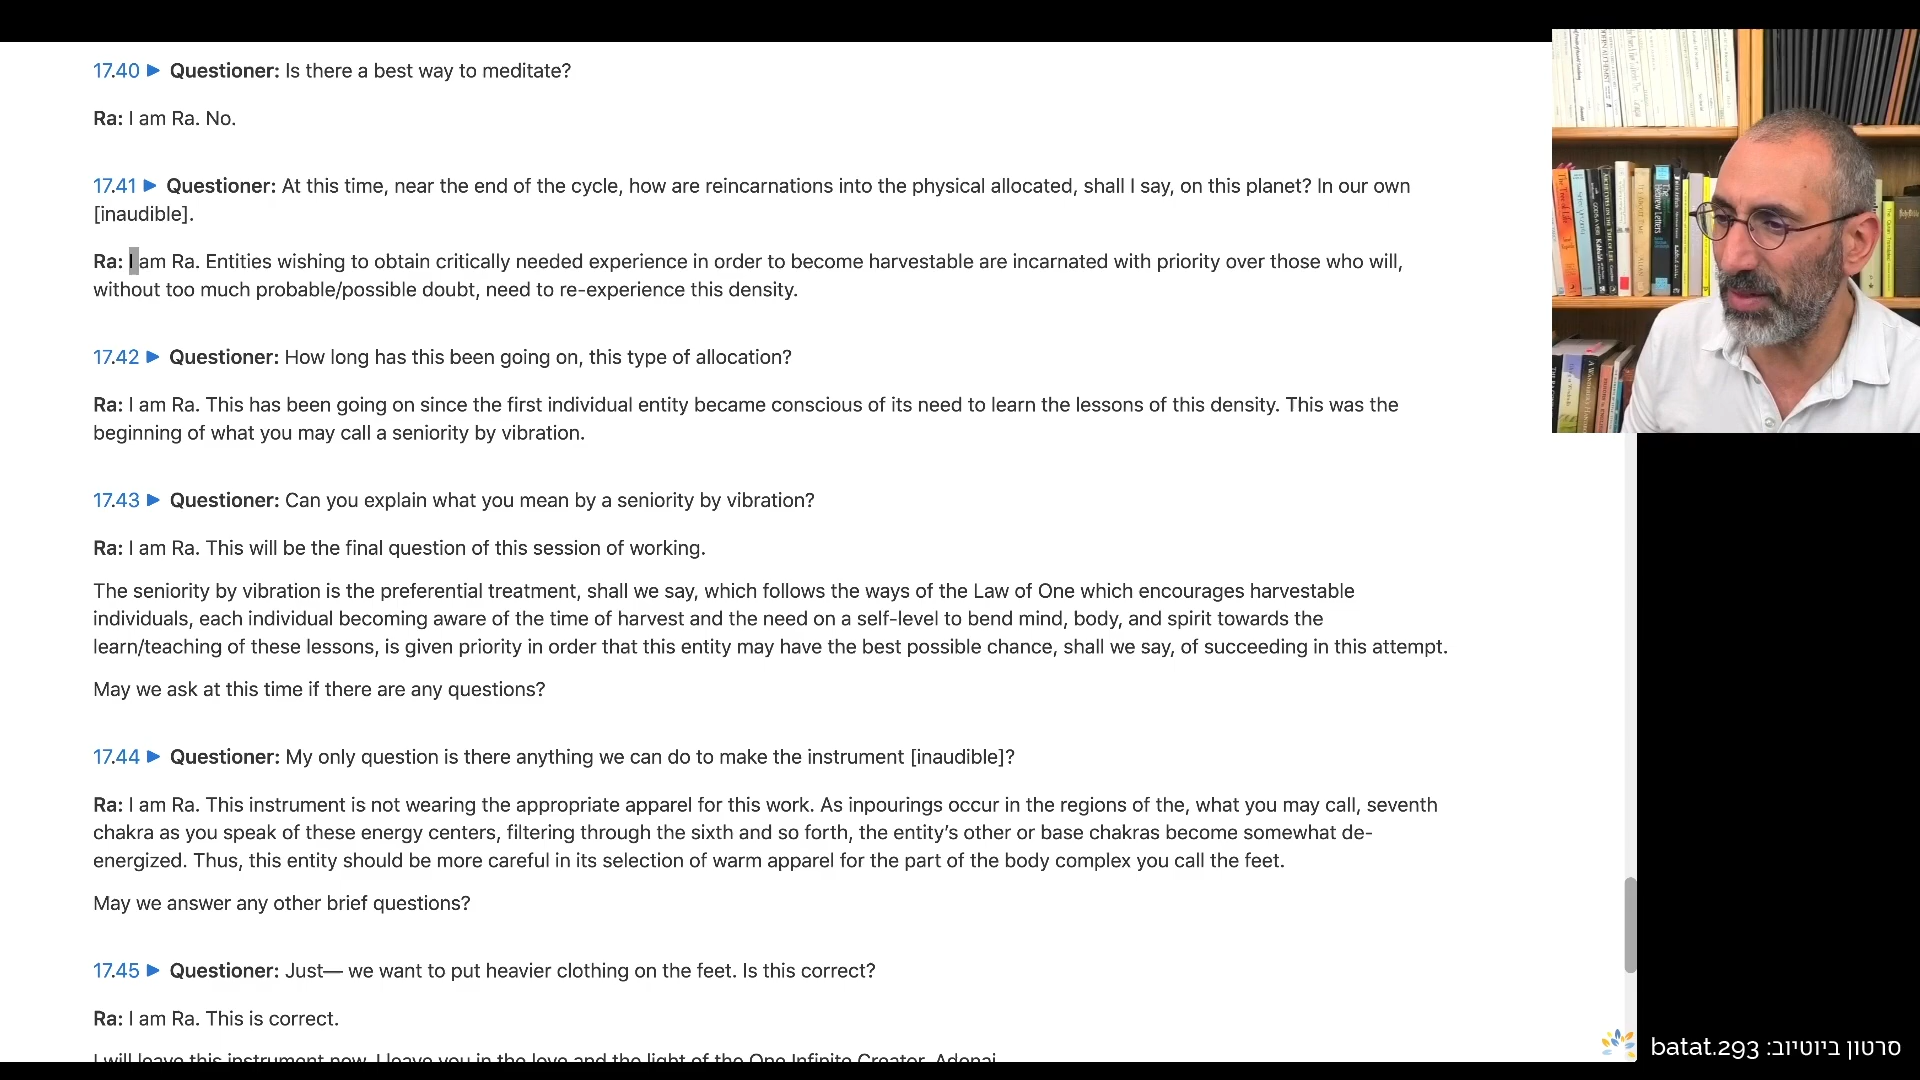 17.40 ▶ Questioner: Is there a best way to meditate?
Ra: I am Ra. No.
17.41 ▶ Questioner: At this time, near the end of the cycle, how are reincarnations into the physical allocated, shall I say, on this planet? In our own
[inaudible].
Ra: I am Ra. Entities wishing to obtain critically needed experience in order to become harvestable are incarnated with priority over those who will,
without too much probable/possible doubt, need to re-experience this density.
17.42 ▶ Questioner: How long has this been going on, this type of allocation?
Ra: I am Ra. This has been going on since the first individual entity became conscious of its need to learn the lessons of this density. This was the
beginning of what you may call a seniority by vibration.
17.43 ▶ Questioner: Can you explain what you mean by a seniority by vibration?
Ra: I am Ra. This will be the final question of this session of working.
The seniority by vibration is the preferential treatment, shall we say, which follows the ways of the Law of One which encourages harvestable
individuals, each individual becoming aware of the time of harvest and the need on a self-level to bend mind, body, and spirit towards the
learn/teaching of these lessons, is given priority in order that this entity may have the best possible chance, shall we say, of succeeding in this attempt.
May we ask at this time if there are any questions?
17.44 ▶ Questioner: My only question is there anything we can do to make the instrument [inaudible]?
Ra: I am Ra. This instrument is not wearing the appropriate apparel for this work. As inpourings occur in the regions of the, what you may call, seventh
chakra as you speak of these energy centers, filtering through the sixth and so forth, the entity’s other or base chakras become somewhat de-
energized. Thus, this entity should be more careful in its selection of warm apparel for the part of the body complex you call the feet.
May we answer any other brief questions?
17.45 ▶ Questioner: Just— we want to put heavier clothing on the feet. Is this correct?
Ra: I am Ra. This is correct.
I will leave this instrument now. I leave you in the love and the light of the One Infinite Creator. Adonai.
סרטון ביוטיוב: batat.293